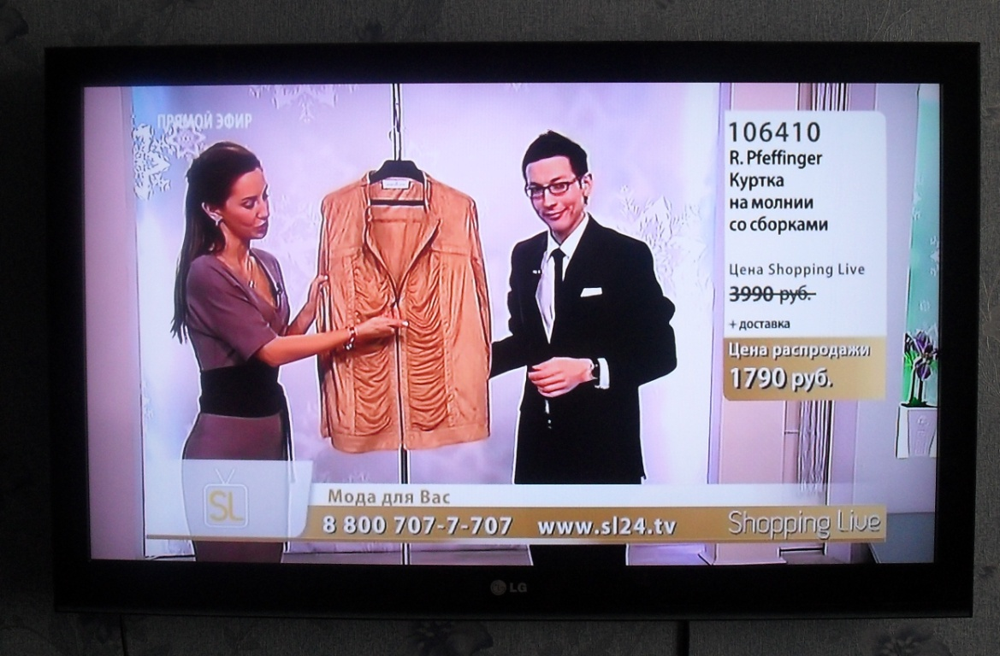 ПРЯМОЙ ЭФИР
106410
R. Pfeffinger
Куртка
на молнии
со сборками
Цена Shopping Live
3990 руб.
+ доставка
Цена распродажи
1790 руб.
SL
Мода для Вас
8 800 707-7-707 www.sl24.tv Shopping Live
LG